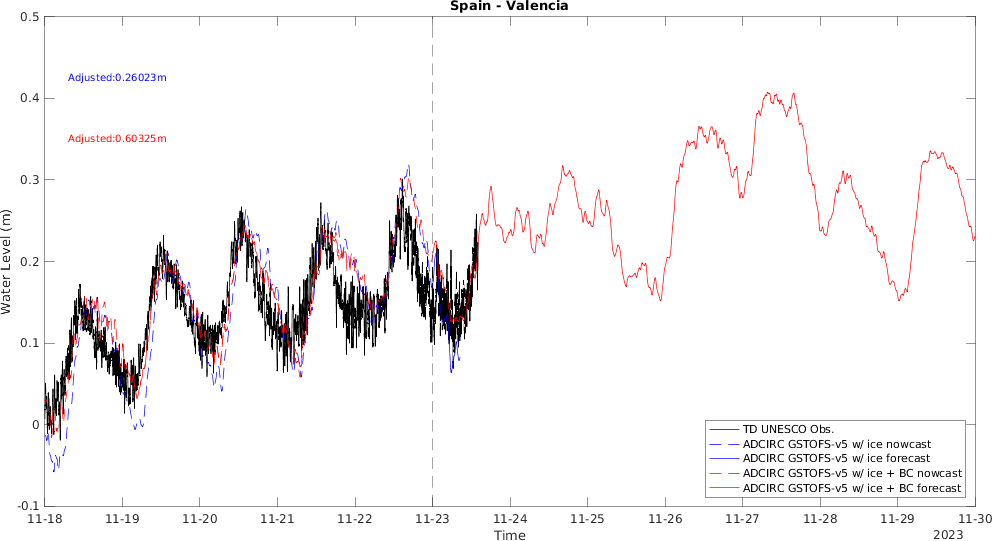 Spain - Valencia
0.5
0.4
0.3
0.2
0.1
0
-0.1
Water Level (m)
Adjusted:0.26023m
Adjusted:0.60325m
TD UNESCO Obs.
ADCIRC GSTOFS-v5 w/ ice nowcast
ADCIRC GSTOFS-v5 w/ ice forecast
ADCIRC GSTOFS-v5 w/ ice + BC nowcast
ADCIRC GSTOFS-v5 w/ ice + BC forecast
11-18 11-19 11-20 11-21 11-22 11-23 11-24 11-25 11-26 11-27 11-28 11-29 11-30
Time
2023